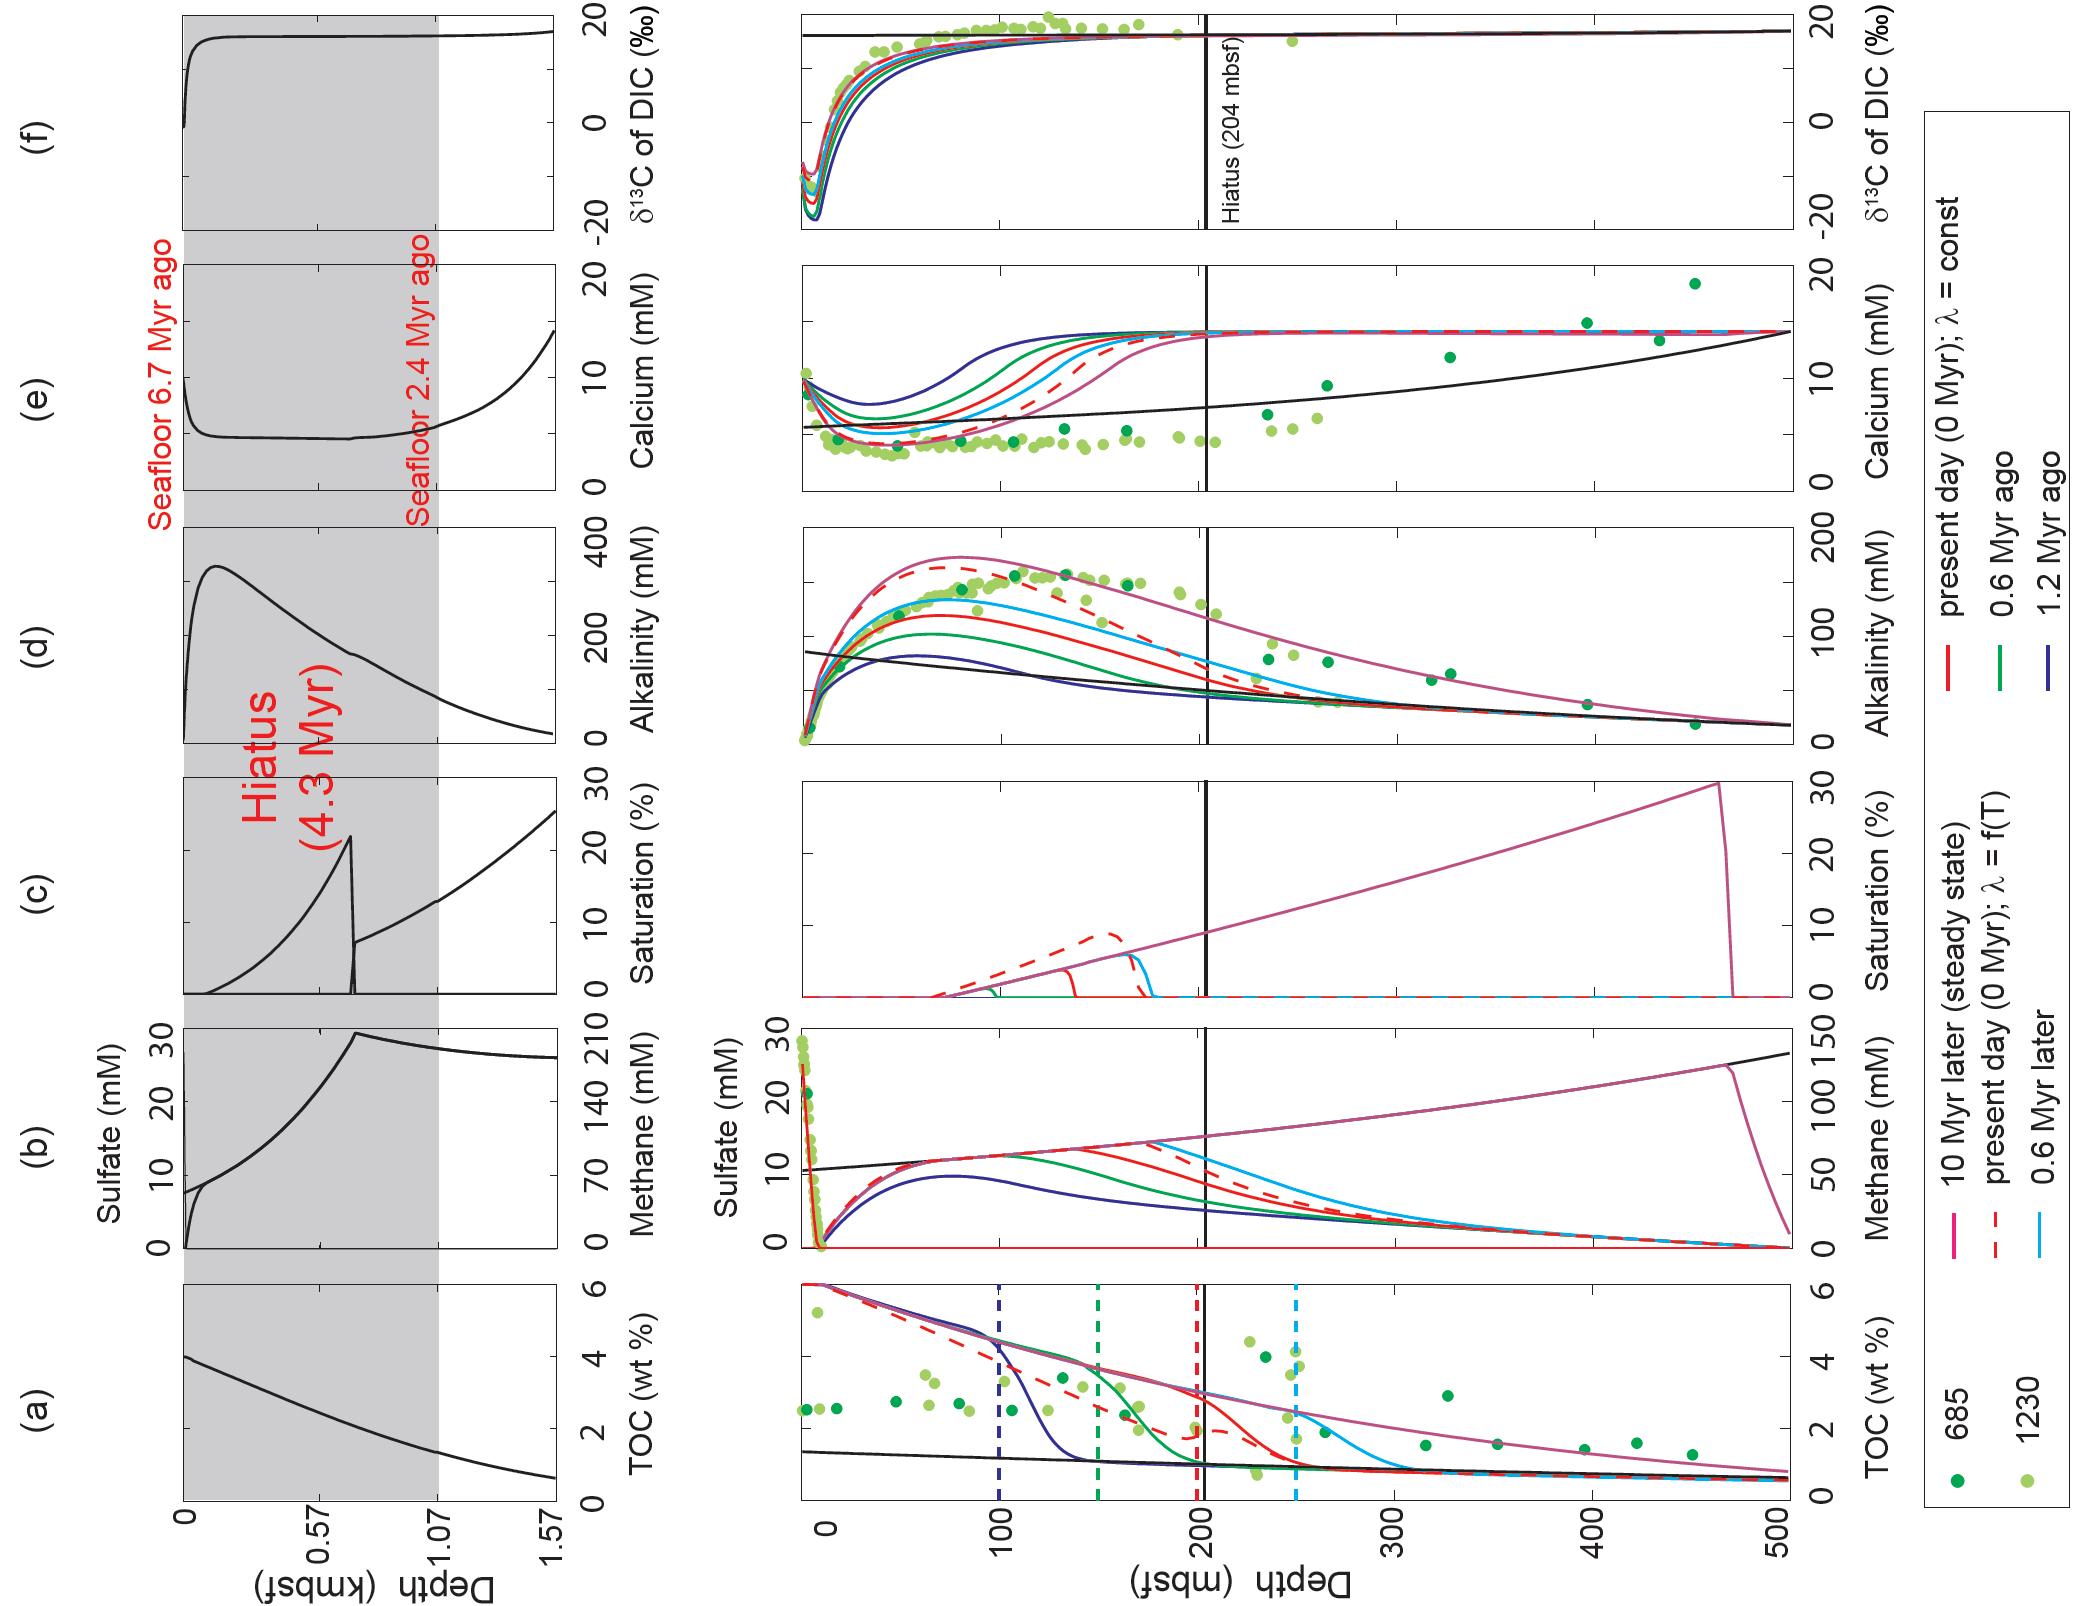 (a)
(b)
(c)
(d)
(e)
(f)
Sulfate (mM)
0 10 20 30
Seafloor 6.7 Myr ago
Hiatus
(4.3 Myr)
Seafloor 2.4 Myr ago
Depth (kmbsf)
0
0.57
1.07
1.57
0 2 4 6
TOC (wt %)
0 70 140 210
Methane (mM)
0 10 20 30
Saturation (%)
0 200 400
Alkalinity (mM)
0 10 20
Calcium (mM)
-20 0 20
δ¹³C of DIC (‰)
Sulfate (mM)
0 10 20 30
Depth (mbsf)
0
100
200
300
400
500
Hiatus (204 mbsf)
0 2 4 6
TOC (wt %)
0 50 100 150
Methane (mM)
0 10 20 30
Saturation (%)
0 100 200
Alkalinity (mM)
0 10 20
Calcium (mM)
-20 0 20
δ¹³C of DIC (‰)
685
1230
10 Myr later (steady state)
present day (0 Myr); λ = f(T)
0.6 Myr later
present day (0 Myr); λ = const
0.6 Myr ago
1.2 Myr ago